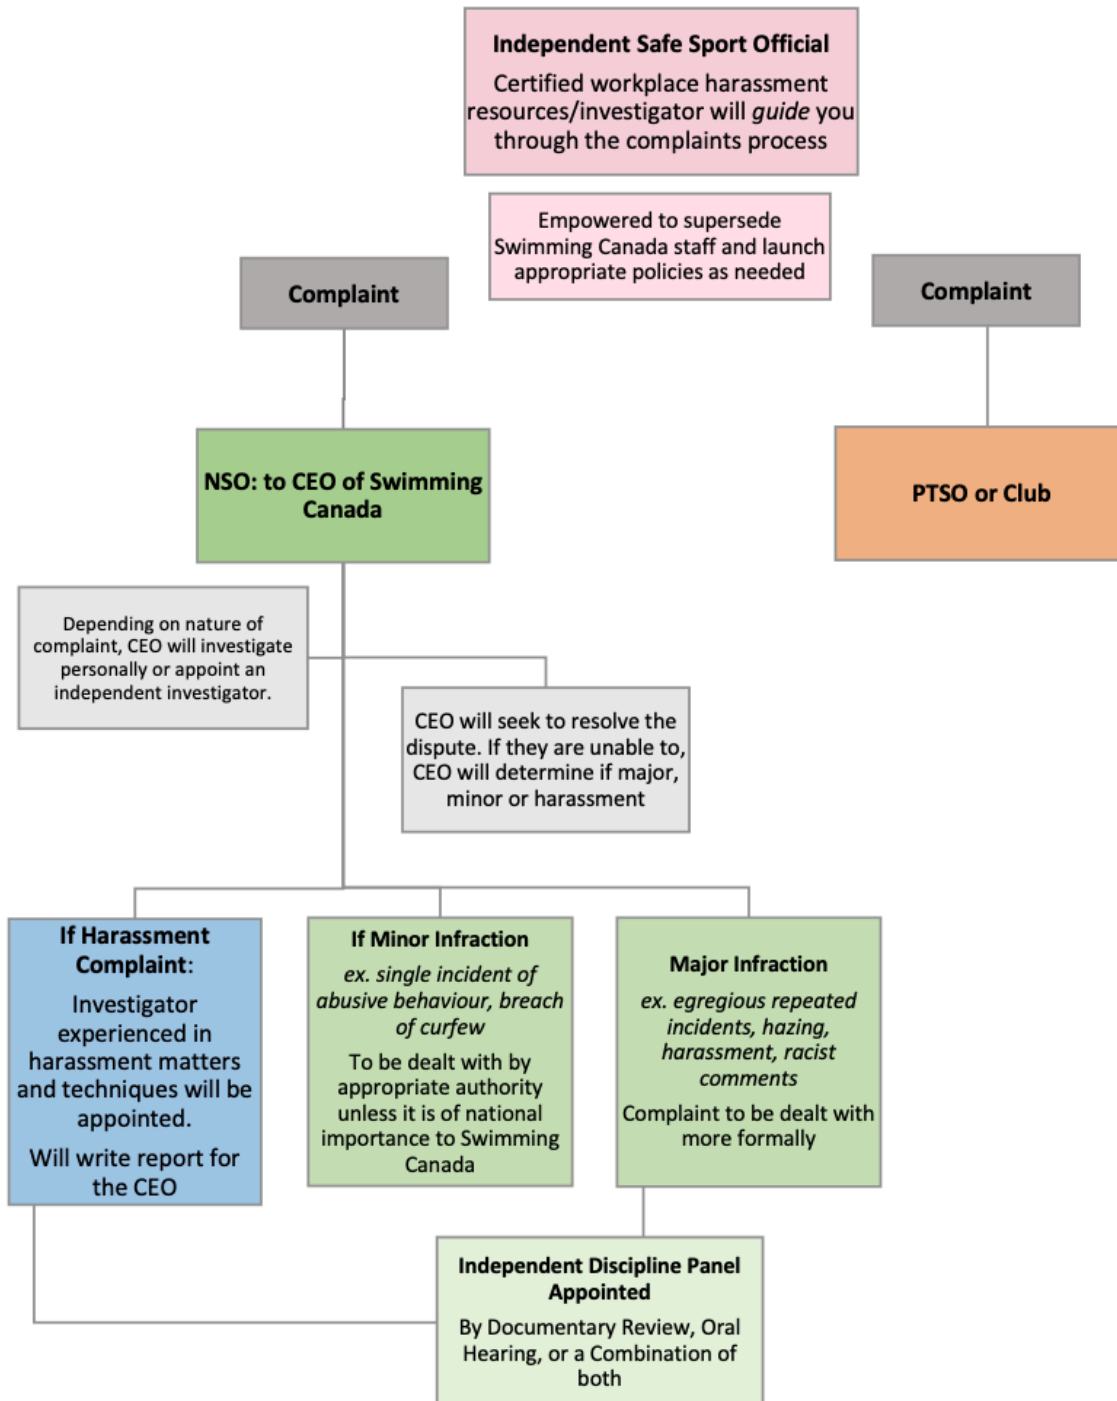 Independent Safe Sport Official
Certified workplace harassment
resources/investigator will guide you
through the complaints process
Empowered to supersede
Swimming Canada staff and launch
appropriate policies as needed
Complaint
Complaint
NSO: to CEO of Swimming
Canada
PTSO or Club
Depending on nature of
complaint, CEO will investigate
personally or appoint an
independent investigator.
CEO will seek to resolve the
dispute. If they are unable to,
CEO will determine if major,
minor or harassment
If Harassment
Complaint:
Investigator
experienced in
harassment matters
and techniques will be
appointed.
Will write report for
the CEO
If Minor Infraction
ex. single incident of
abusive behaviour, breach
of curfew
To be dealt with by
appropriate authority
unless it is of national
importance to Swimming
Canada
Major Infraction
ex. egregious repeated
incidents, hazing,
harassment, racist
comments
Complaint to be dealt with
more formally
Independent Discipline Panel
Appointed
By Documentary Review, Oral
Hearing, or a Combination of
both